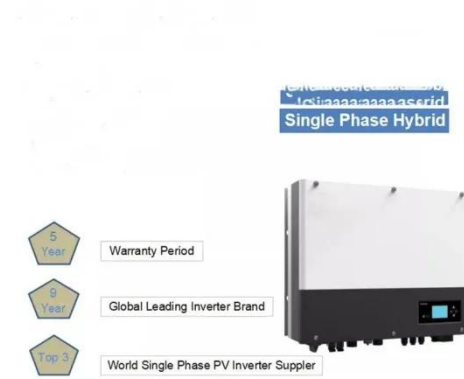 Single Phase Hybrid
5
Year
Warranty Period
9
Year
Global Leading Inverter Brand
Top 3
World Single Phase PV Inverter Suppler